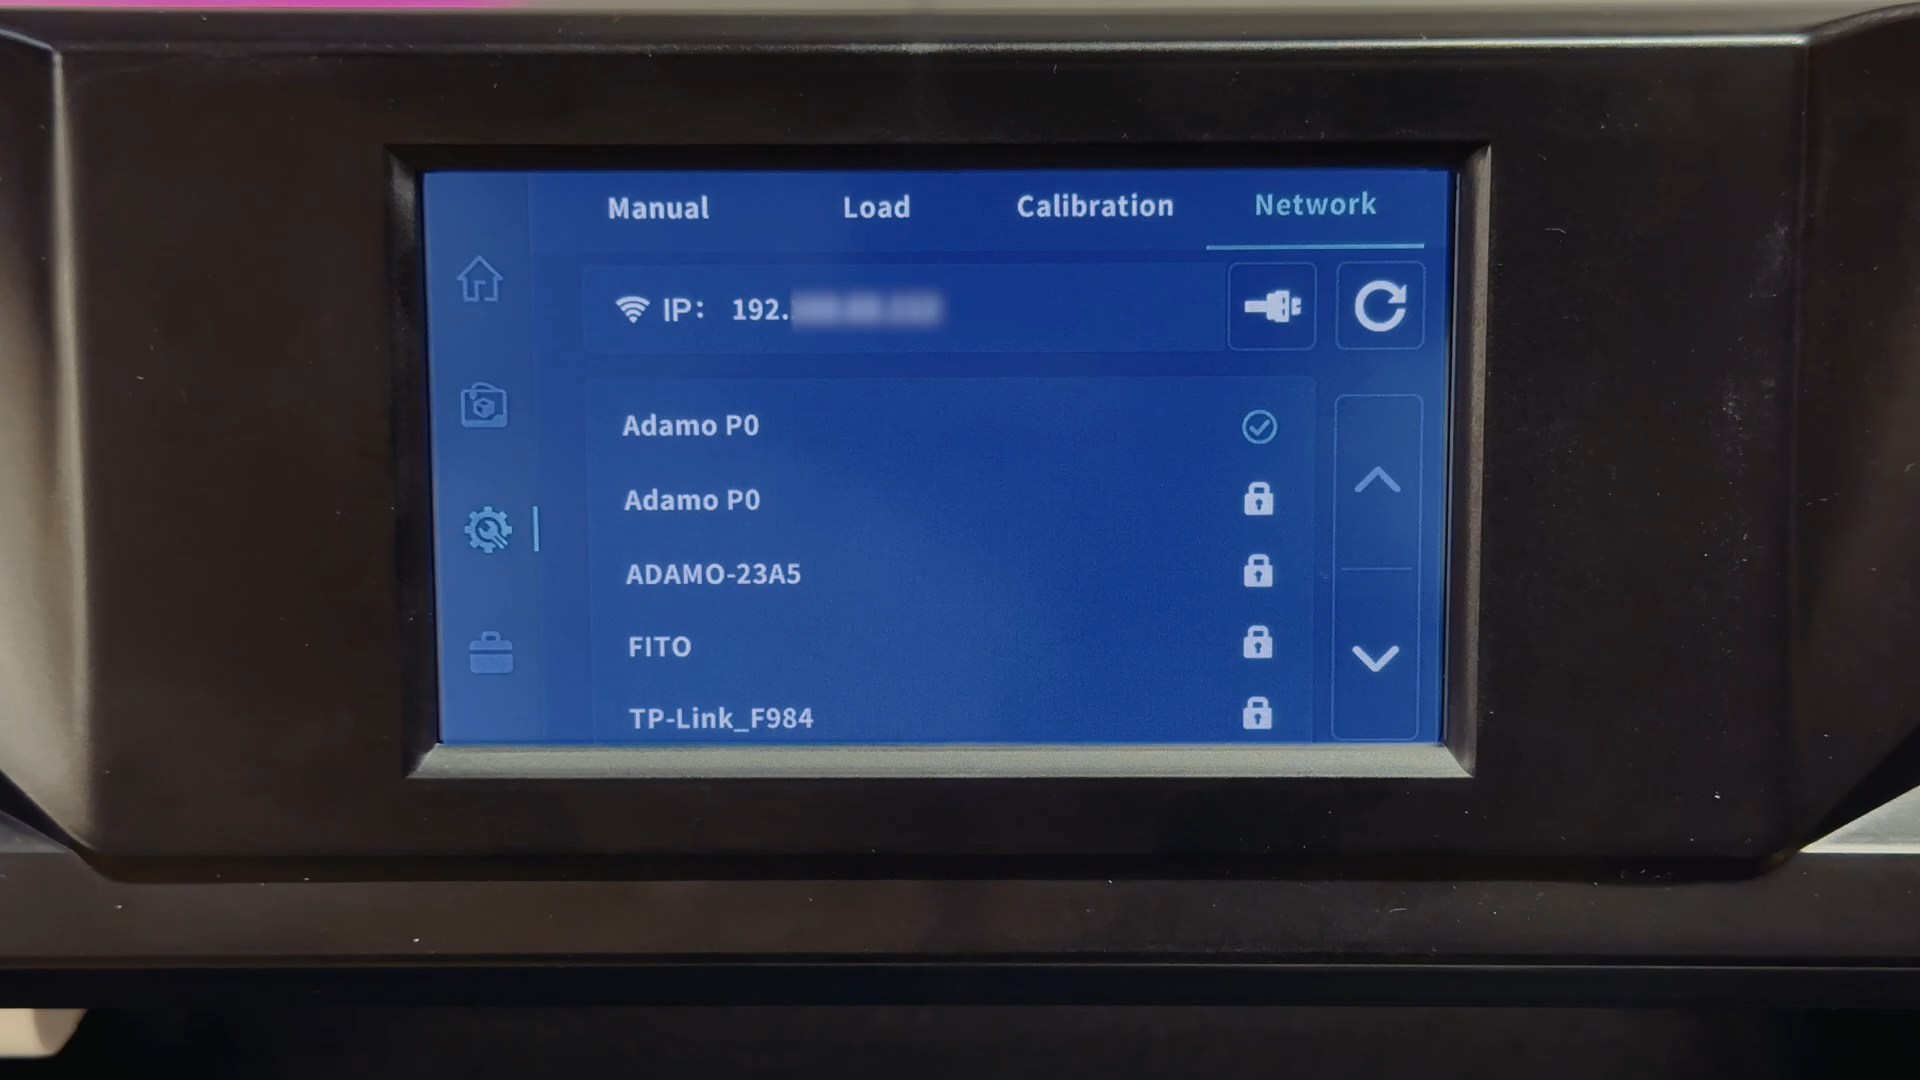 Manual Load Calibration Network
IP: 192.
Adamo P0
Adamo P0
ADAMO-23A5
FITO
TP-Link_F984